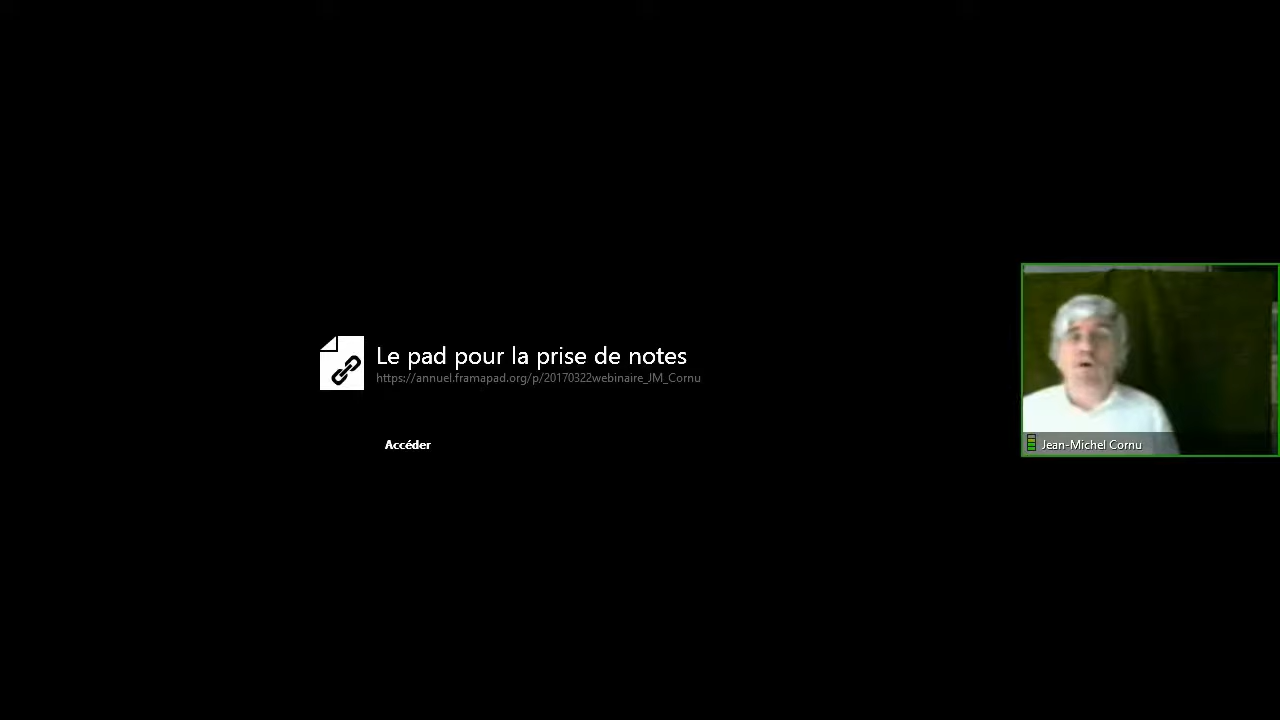 Le pad pour la prise de notes
https://annuel.framapad.org/p/20170322webinaire_JM_Cornu
Accéder
Jean-Michel Cornu